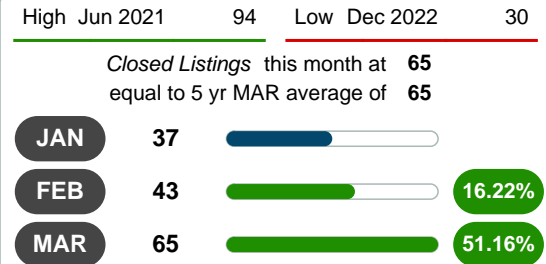 High Jun 2021 94 Low Dec 2022 30
Closed Listings this month at 65
equal to 5 yr MAR average of 65
JAN 37
FEB 43 16.22%
MAR 65 51.16%